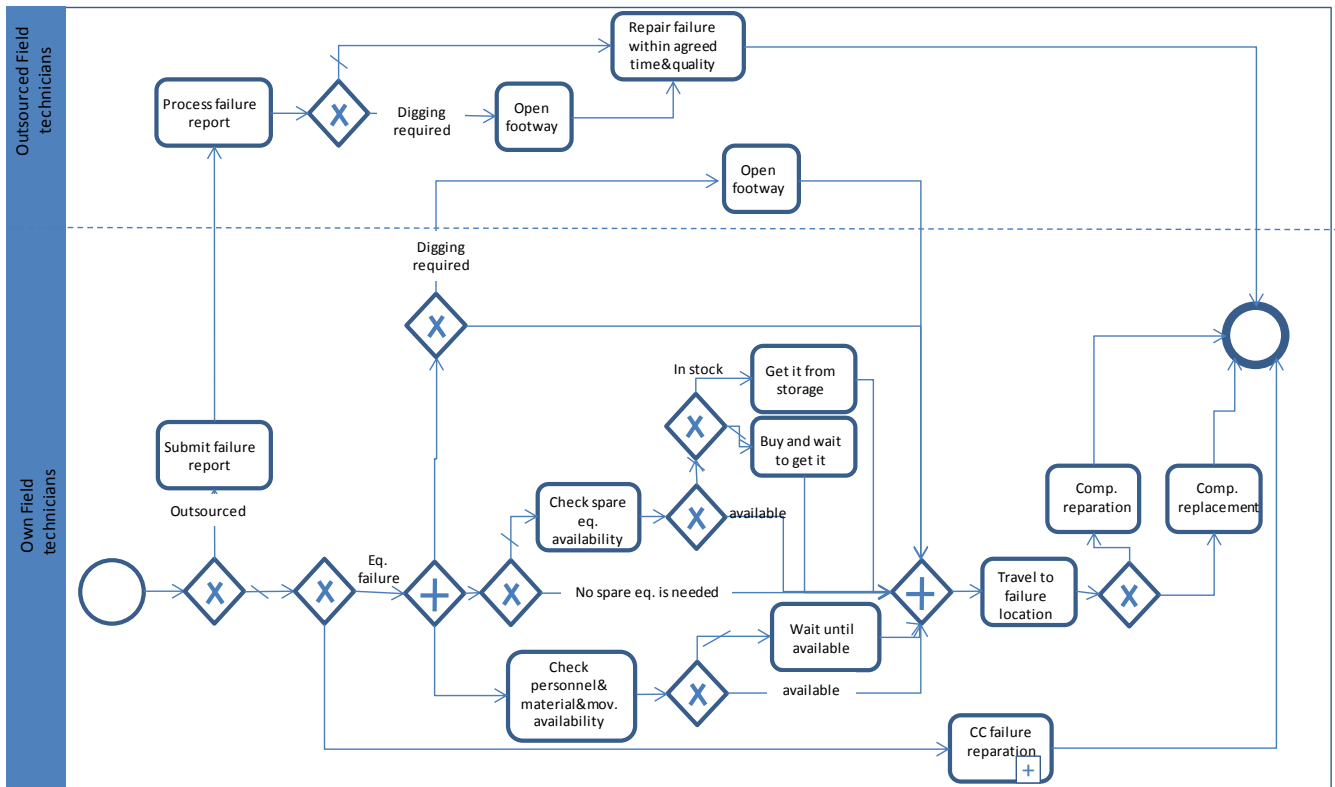 Outsourced Field
technicians
Repair failure
within agreed
time&quality
Process failure
report
Digging
required
Open
footway
Open
footway
Own Field
technicians
Digging
required
In stock
Get it from
storage
Buy and wait
to get it
Submit failure
report
Outsourced
Check spare
eq.
availability
available
Comp.
reparation
Comp.
replacement
Eq.
failure
No spare eq. is needed
Travel to
failure
location
Wait until
available
Check
personnel&
material&mov.
availability
available
CC failure
reparation